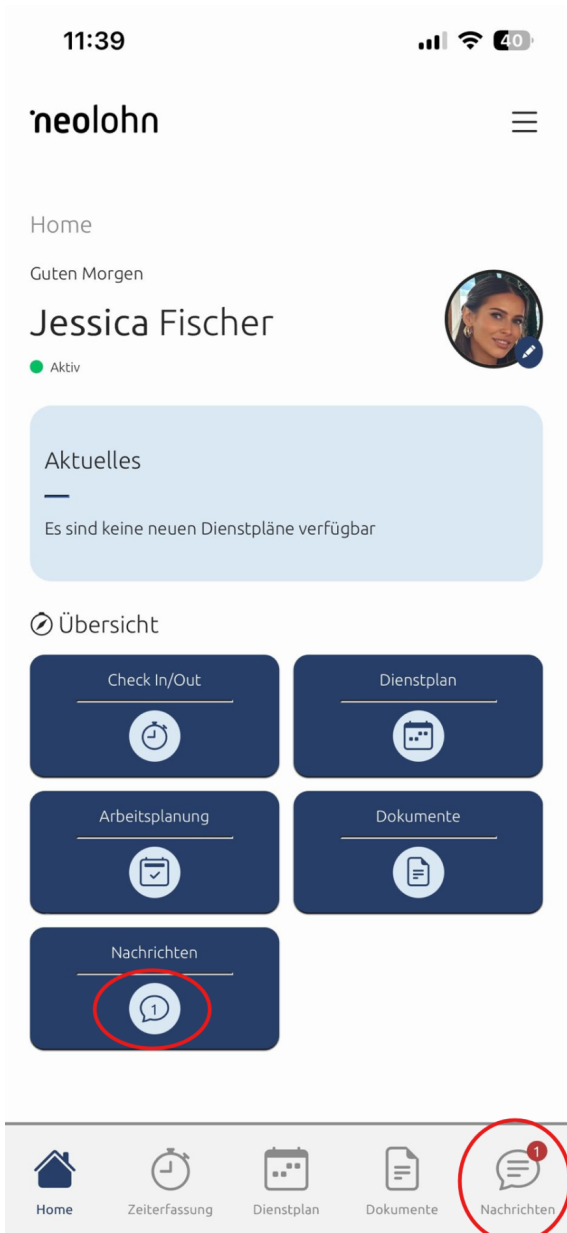 11:39
40
neolohn
Home
Guten Morgen
Jessica Fischer
Aktiv
Aktuelles
Es sind keine neuen Dienstpläne verfügbar
Übersicht
Check In/Out
Dienstplan
Arbeitsplanung
Dokumente
Nachrichten
1
1
Home
Zeiterfassung
Dienstplan
Dokumente
Nachrichten